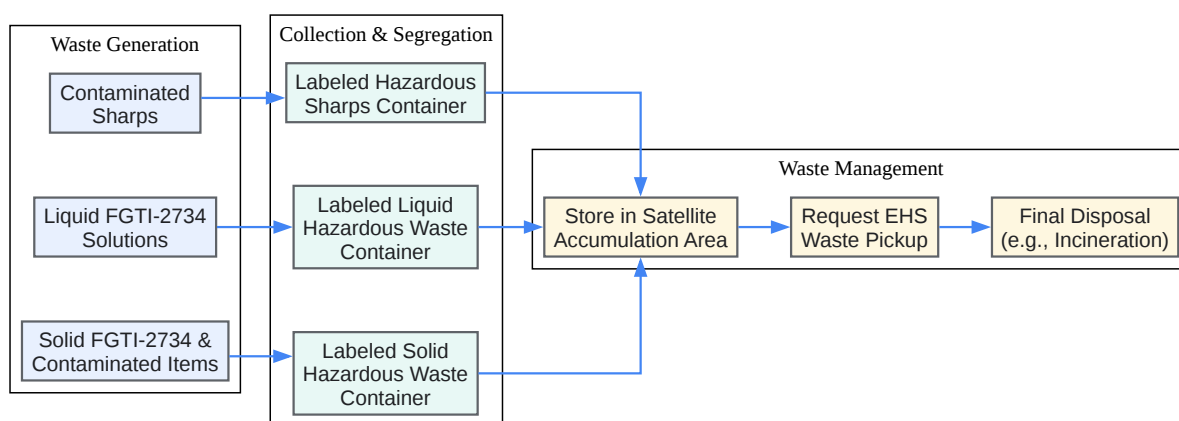 Waste Generation
Contaminated
Sharps
Liquid FGTI-2734
Solutions
Solid FGTI-2734 &
Contaminated Items
Collection & Segregation
Labeled Hazardous
Sharps Container
Labeled Liquid
Hazardous Waste
Container
Labeled Solid
Hazardous Waste
Container
Waste Management
Store in Satellite
Accumulation Area
Request EHS
Waste Pickup
Final Disposal
(e.g., Incineration)